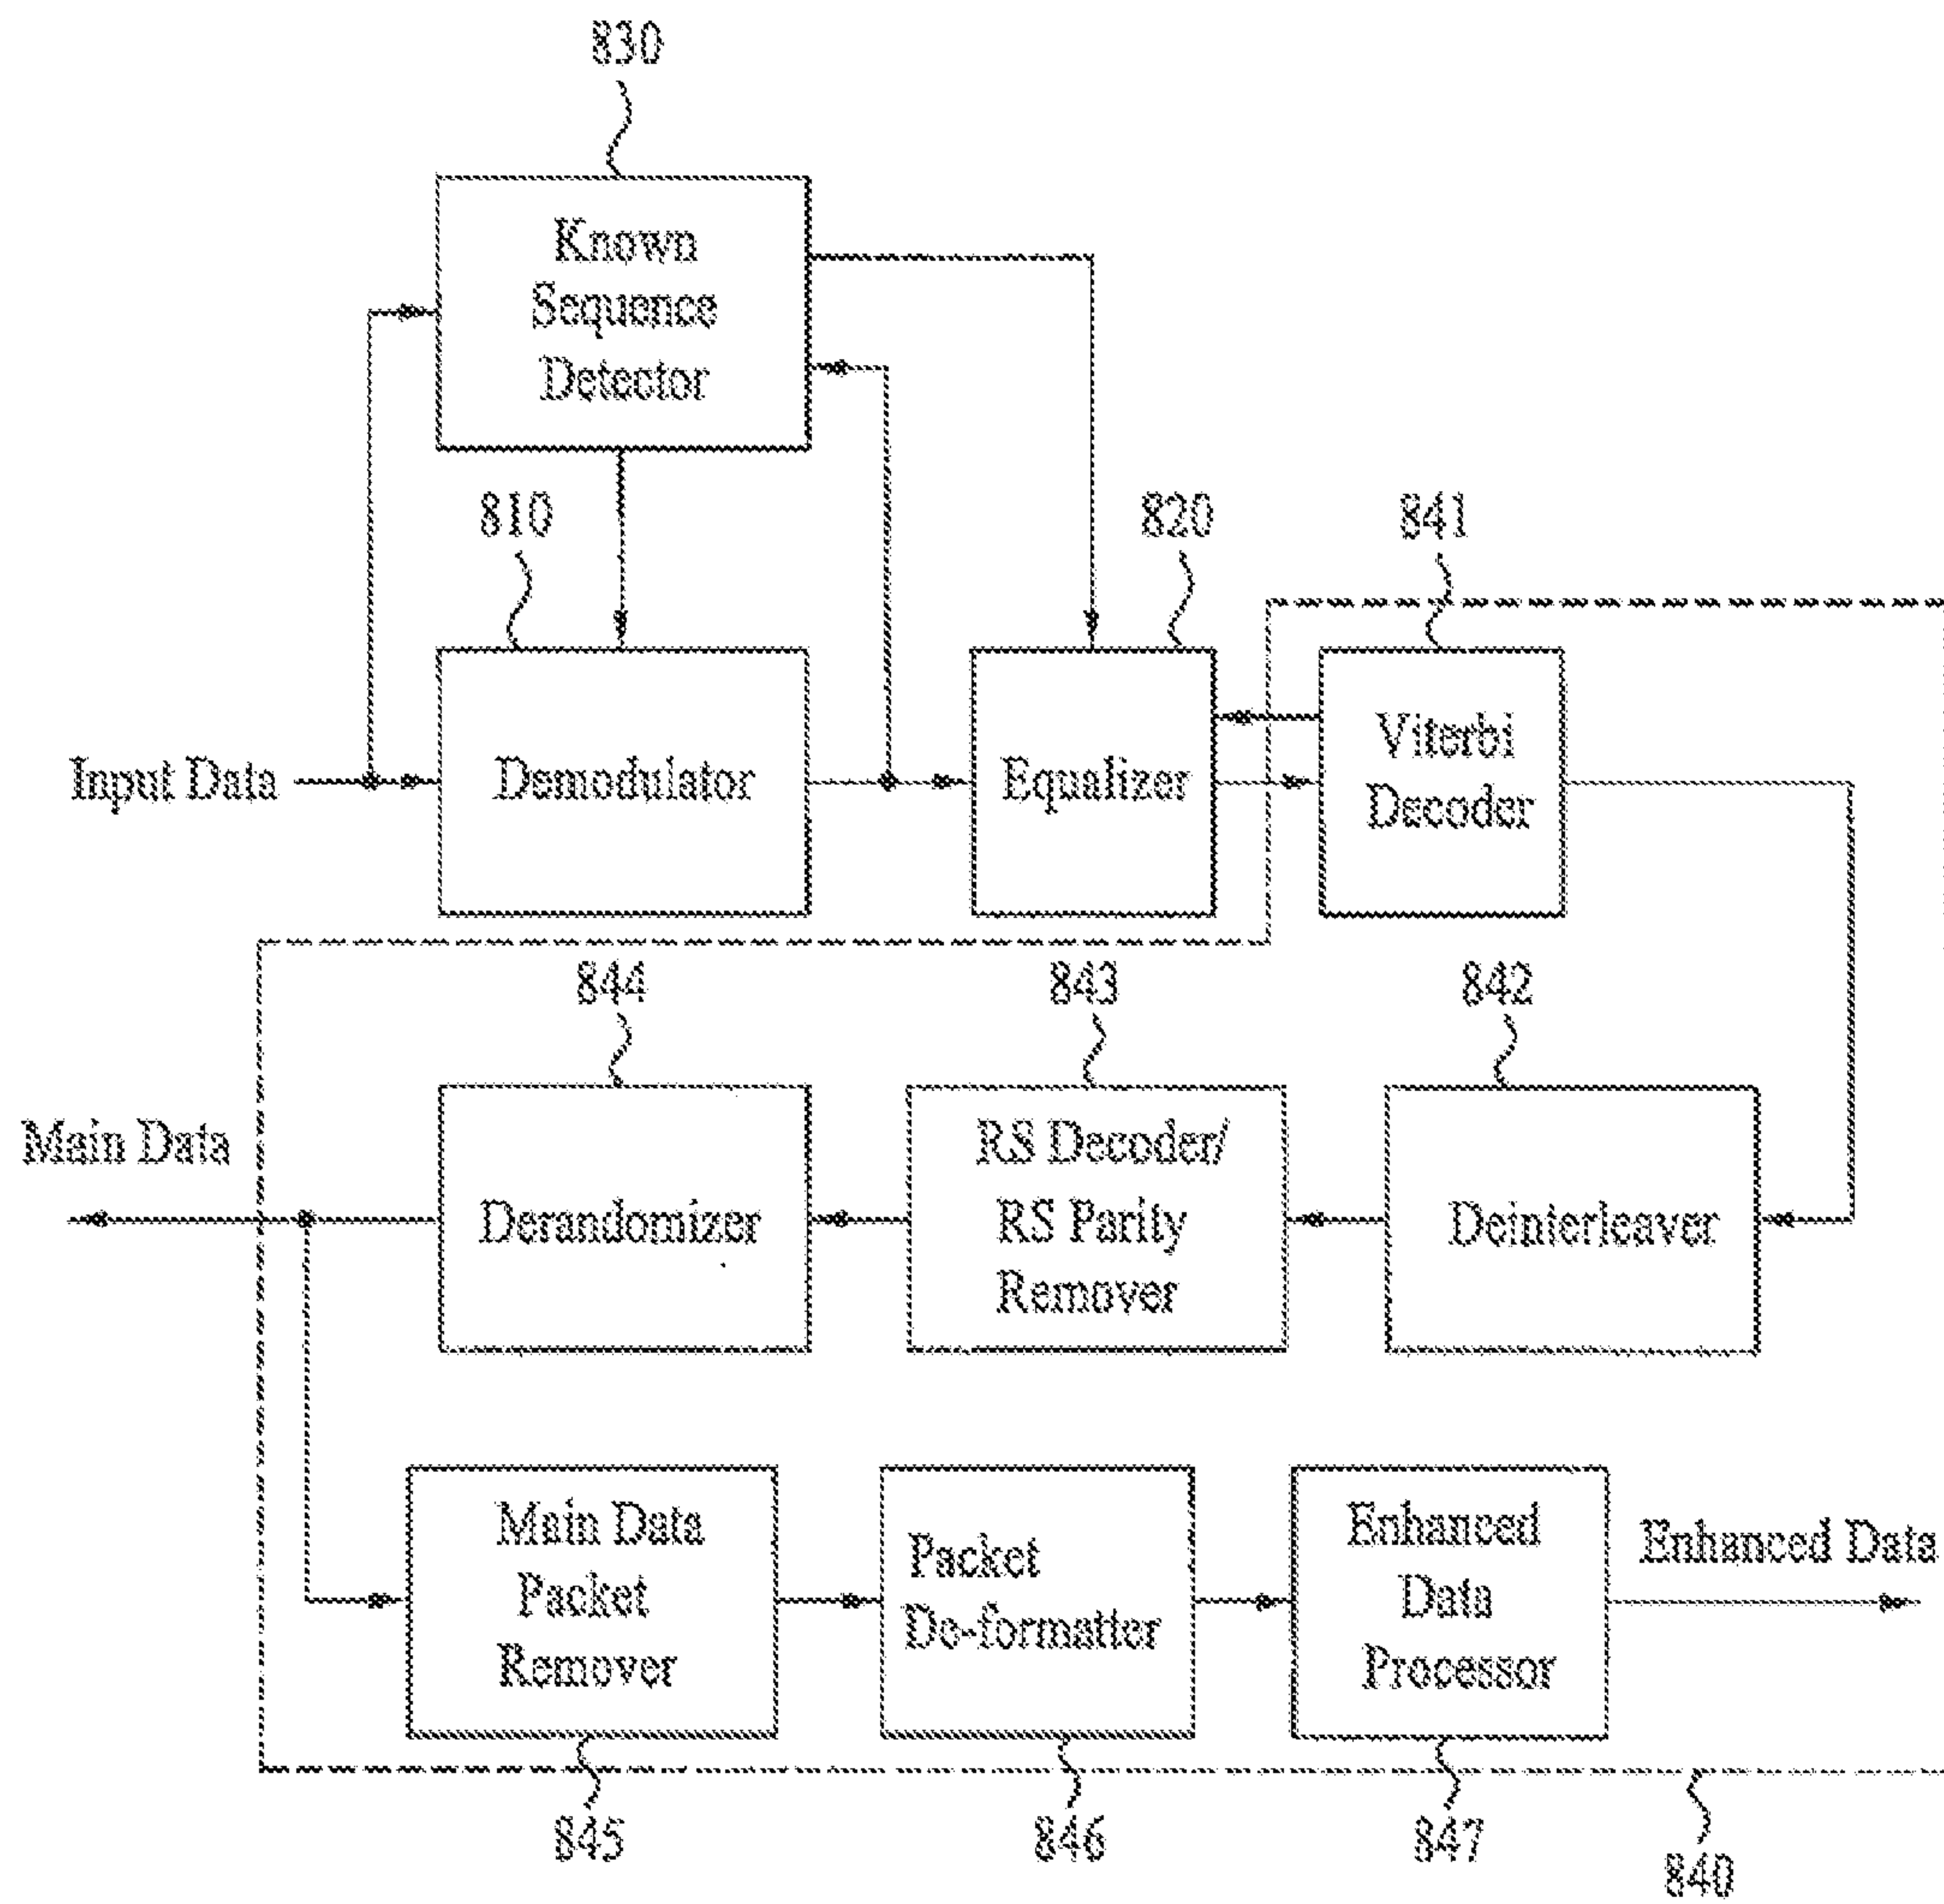 830
Known
Sequence
Detector
810
820
841
Input Data
Demodulator
Equalizer
Viterbi
Decoder
844
843
842
Main Data
Derandomizer
RS Decoder/
RS Parity
Remover
Deinterleaver
Main Data
Packet
Remover
Packet
De-formatter
Enhanced
Data
Processor
Enhanced Data
845
846
847
840